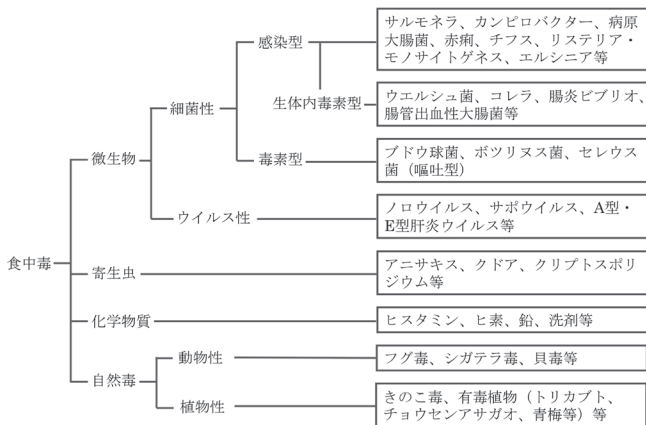 食中毒
微生物
細菌性
感染型
サルモネラ、カンピロバクター、病原
大腸菌、赤痢、チフス、リステリア・
モノサイトゲネス、エルシニア等
生体内毒素型
ウエルシュ菌、コレラ、腸炎ビブリオ、
腸管出血性大腸菌等
毒素型
ブドウ球菌、ボツリヌス菌、セレウス
菌（嘔吐型）
ウイルス性
ノロウイルス、サポウイルス、A型・
E型肝炎ウイルス等
寄生虫
アニサキス、クドア、クリプトスポリ
ジウム等
化学物質
ヒスタミン、ヒ素、鉛、洗剤等
自然毒
動物性
フグ毒、シガテラ毒、貝毒等
植物性
きのこ毒、有毒植物（トリカブト、
チョウセンアサガオ、青梅等）等